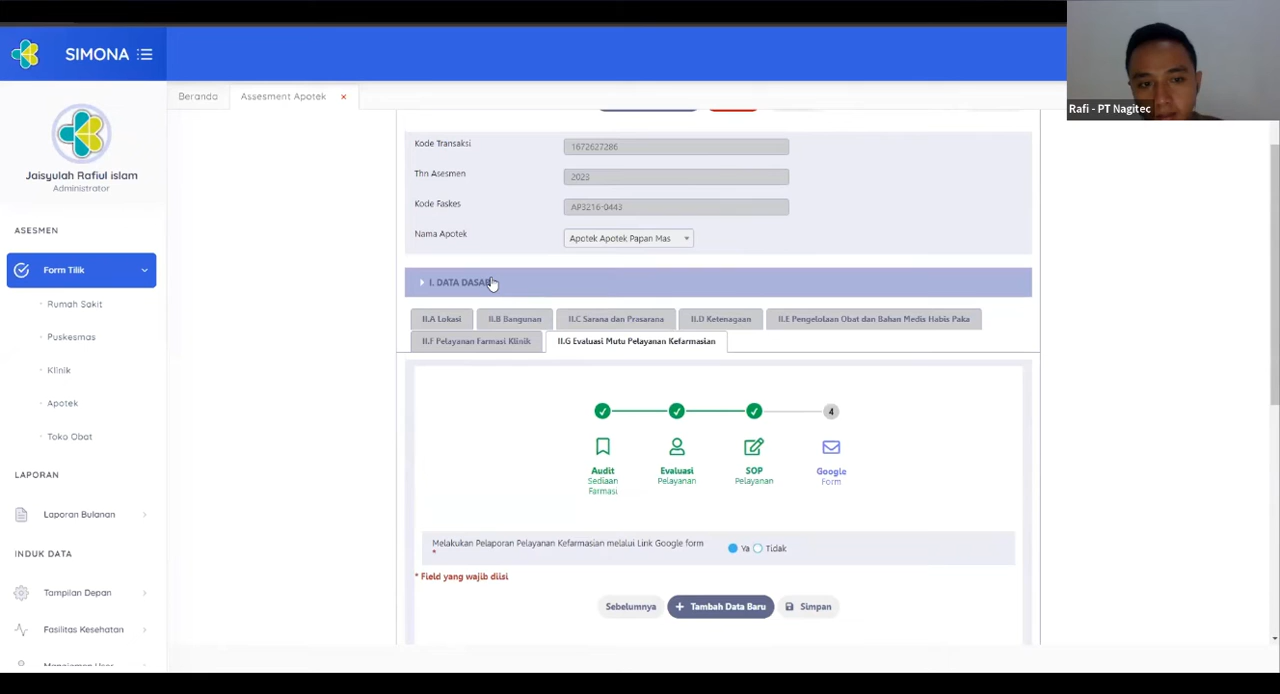 SIMONA
Rafi - PT Nagitec
Beranda
Assesment Apotek ×
Jaisyulah Rafiul islam
Administrator
ASESMEN
Form Tilik
Rumah Sakit
Puskesmas
Klinik
Apotek
Toko Obat
LAPORAN
Laporan Bulanan
INDUK DATA
Tampilan Depan
Fasilitas Kesehatan
Manajemen User
Kode Transaksi
1672627286
Thn Asesmen
2023
Kode Faskes
AP3216-0443
Nama Apotek
Apotek Apotek Papan Mas
I. DATA DASAR
II.A Lokasi
II.B Bangunan
II.C Sarana dan Prasarana
II.D Ketenagaan
II.E Pengelolaan Obat dan Bahan Medis Habis Paka
II.F Pelayanan Farmasi Klinik
II.G Evaluasi Mutu Pelayanan Kefarmasian
4
Audit
Sediaan
Farmasi
Evaluasi
Pelayanan
SOP
Pelayanan
Google
Form
Melakukan Pelaporan Pelayanan Kefarmasian melalui Link Google form
*
Ya
Tidak
* Field yang wajib diisi
Sebelumnya
+ Tambah Data Baru
Simpan